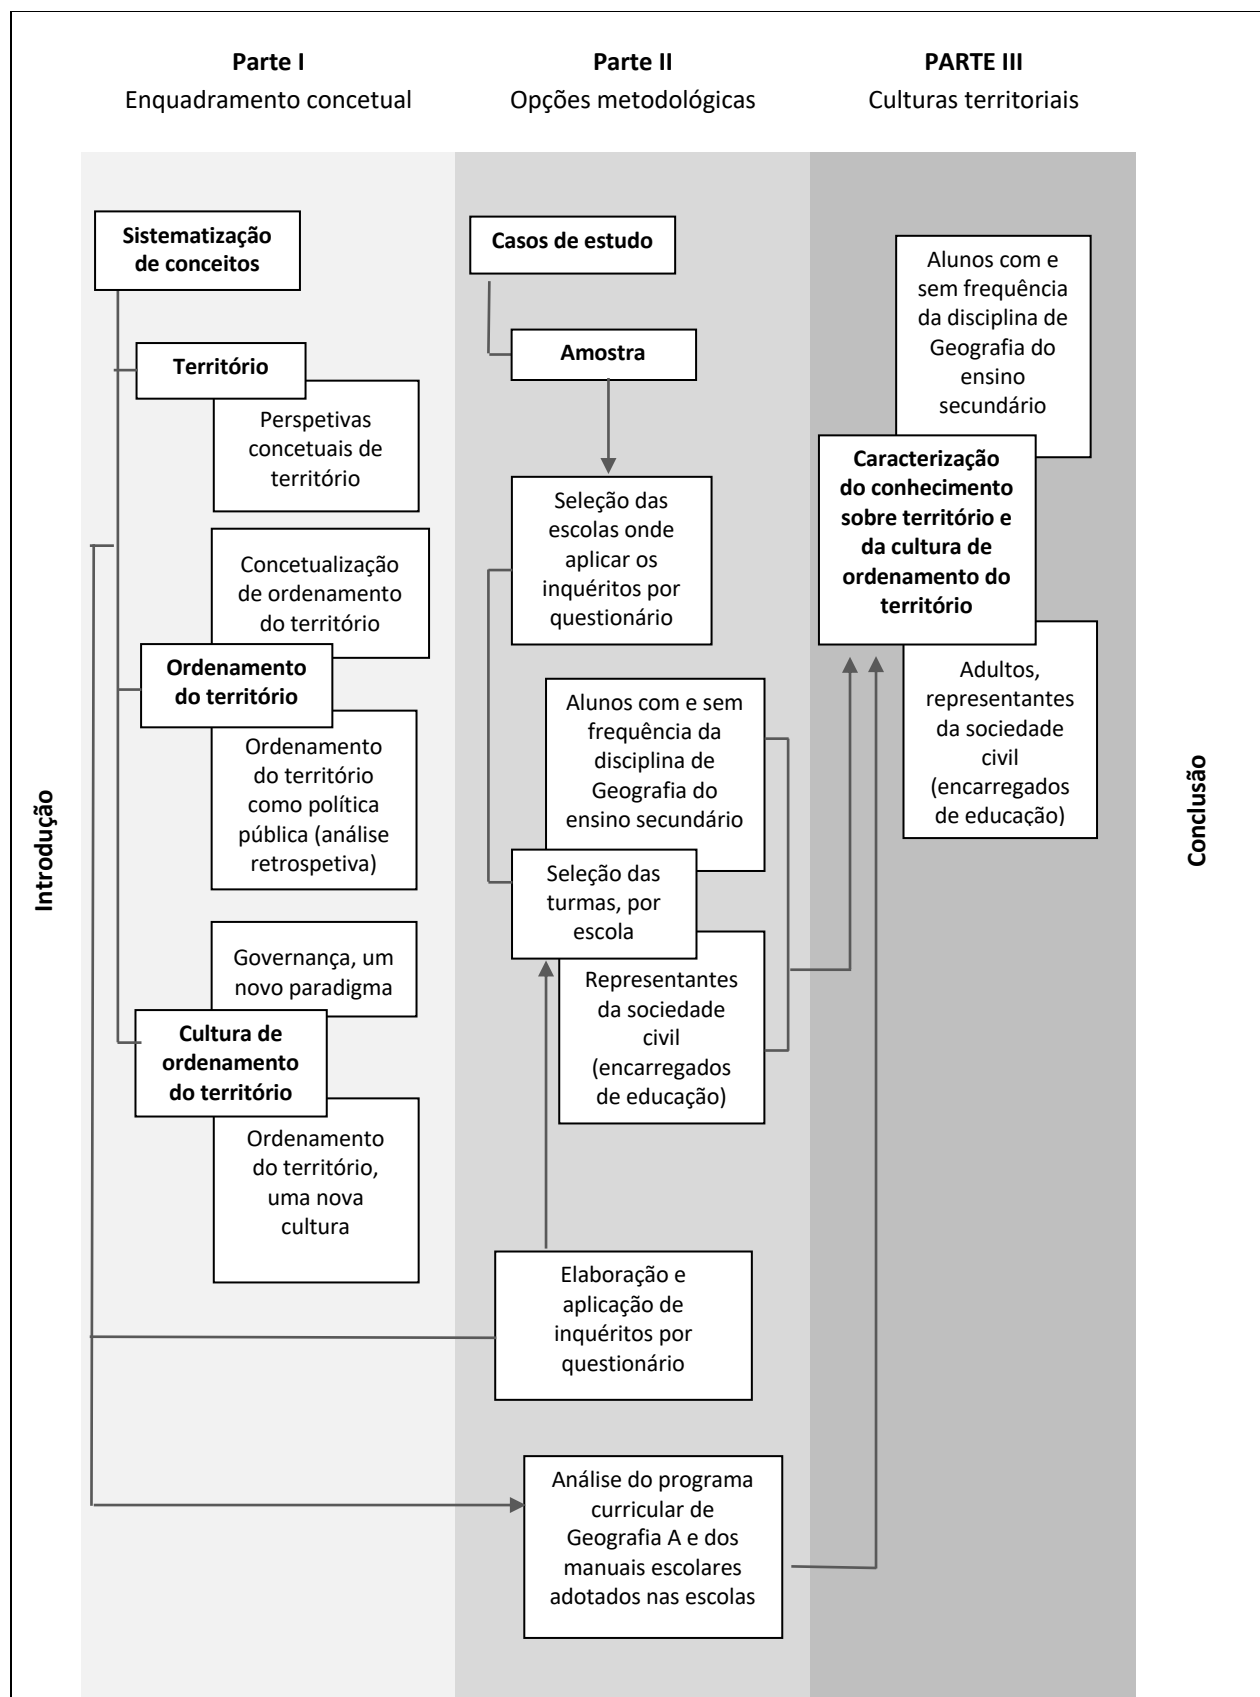 Parte I
Enquadramento concetual
Parte II
Opções metodológicas
PARTE III
Culturas territoriais
Introdução
Sistematização
de conceitos
Território
Perspetivas
concetuais de
território
Concetualização
de ordenamento
do território
Ordenamento
do território
Ordenamento
do território
como política
pública (análise
retrospetiva)
Governança, um
novo paradigma
Cultura de
ordenamento
do território
Ordenamento
do território,
uma nova
cultura
Casos de estudo
Amostra
Seleção das
escolas onde
aplicar os
inquéritos por
questionário
Alunos com e sem
frequência da
disciplina de
Geografia do
ensino secundário
Seleção das
turmas, por
escola
Representantes
da sociedade
civil
(encarregados
de educação)
Elaboração e
aplicação de
inquéritos por
questionário
Análise do programa
curricular de
Geografia A e dos
manuais escolares
adotados nas escolas
Alunos com e
sem frequência
da disciplina de
Geografia do
ensino
secundário
Caracterização
do conhecimento
sobre território e
da cultura de
ordenamento do
território
Adultos,
representantes
da sociedade
civil
(encarregados
de educação)
Conclusão